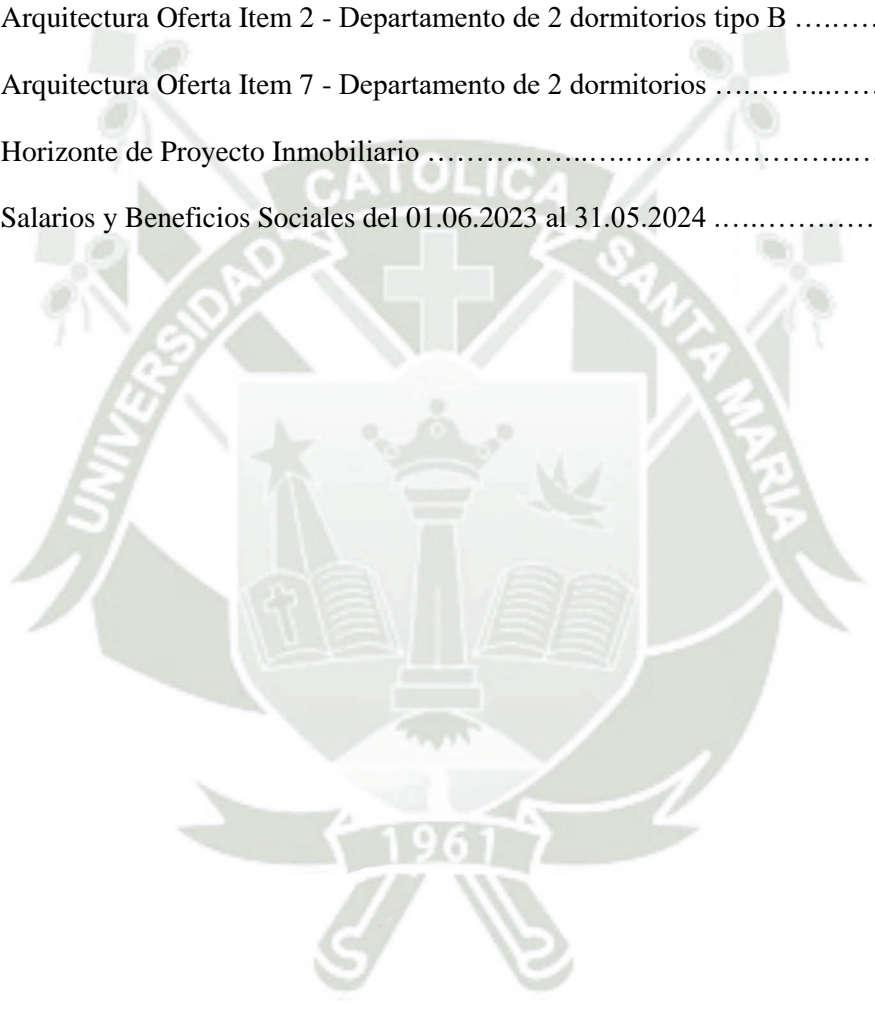 Arquitectura Oferta Item 2 - Departamento de 2 dormitorios tipo B ….……
Arquitectura Oferta Item 7 - Departamento de 2 dormitorios ….……...……
Horizonte de Proyecto Inmobiliario ……………..….…………………...…
Salarios y Beneficios Sociales del 01.06.2023 al 31.05.2024 …..…………
UNIVERSIDAD CATOLICA SANTA MARIA
1961